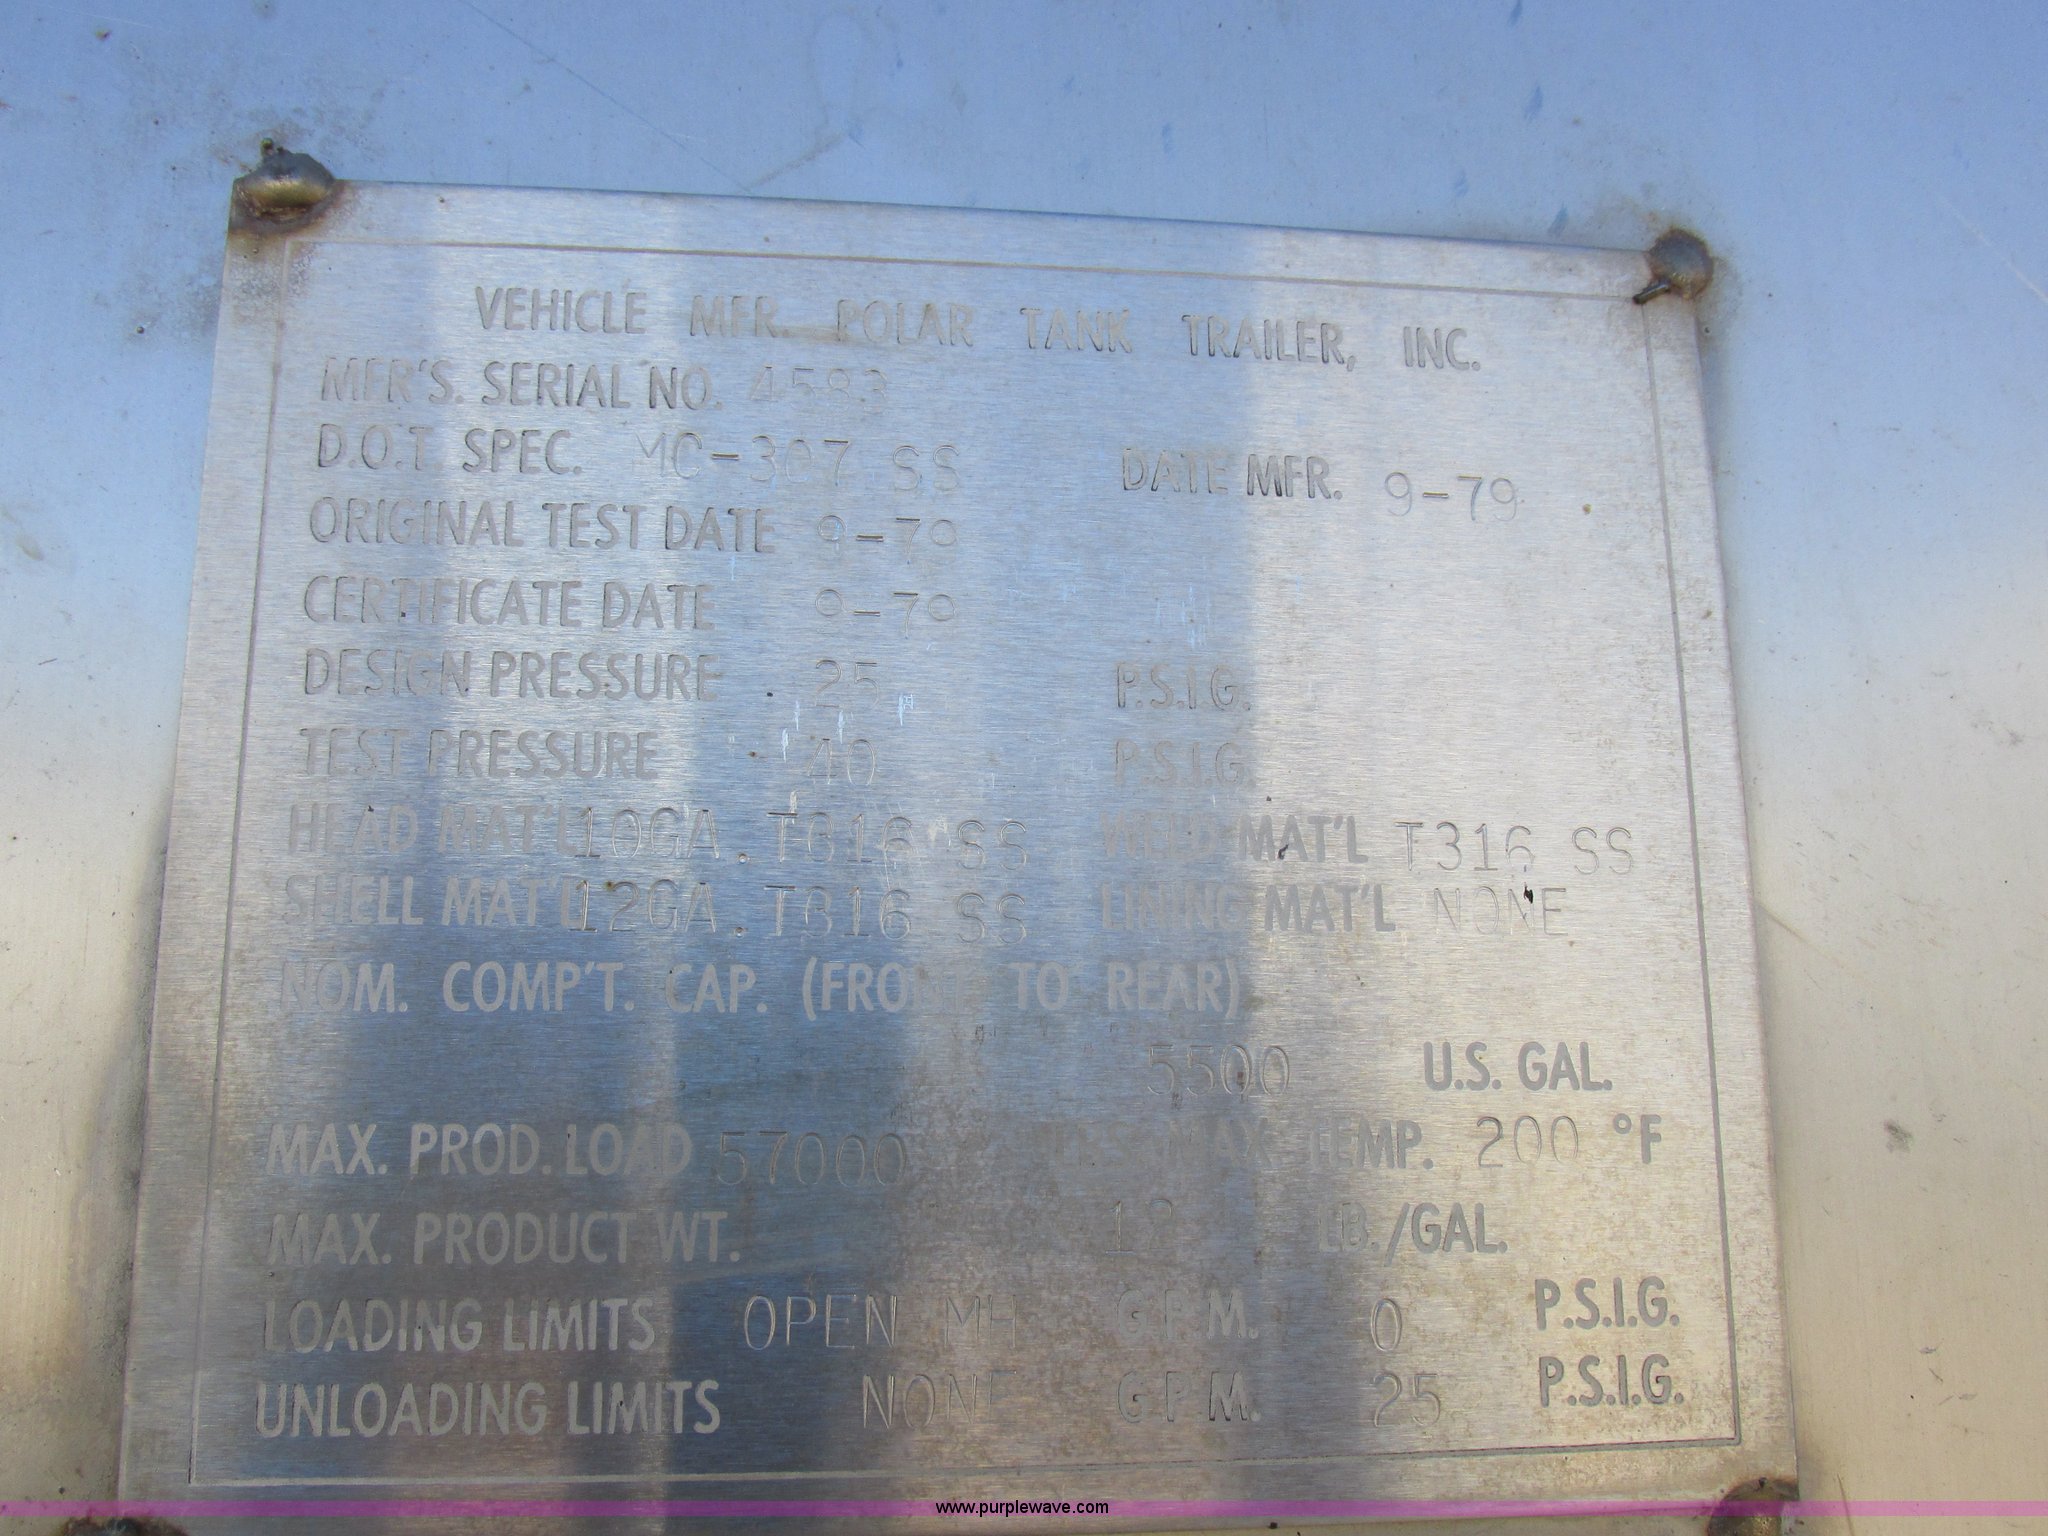 VEHICLE MFR. POLAR TANK TRAILER, INC.
MFR'S. SERIAL NO. 4583
D.O.T. SPEC. MC-307 SS DATE MFR. 9-79
ORIGINAL TEST DATE 9-79
CERTIFICATE DATE 9-79
DESIGN PRESSURE 25 P.S.I.G.
TEST PRESSURE 40 P.S.I.G.
HEAD MAT'L 10GA. T316 SS WELD MAT'L T316 SS
SHELL MAT'L 12GA. T316 SS LINING MAT'L NONE
NOM. COMP'T. CAP. (FRONT TO REAR)
5500 U.S. GAL.
MAX. PROD. LOAD 57000 LBS. MAX. TEMP. 200 °F
MAX. PRODUCT WT. LB./GAL.
LOADING LIMITS OPEN MH G.P.M. 0 P.S.I.G.
UNLOADING LIMITS NONE G.P.M. 25 P.S.I.G.
www.purplewave.com